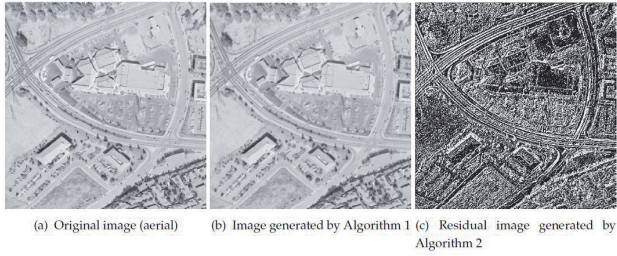 (a) Original image (aerial)
(b) Image generated by Algorithm 1
(c) Residual image generated by
Algorithm 2